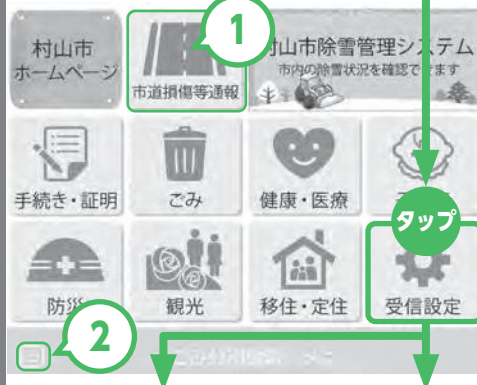 1
村山市
ホームページ
市道損傷等通報
村山市除雪管理システム
市内の除雪状況を確認できます
手続き・証明
ごみ
健康・医療
タップ
防災
観光
移住・定住
受信設定
2